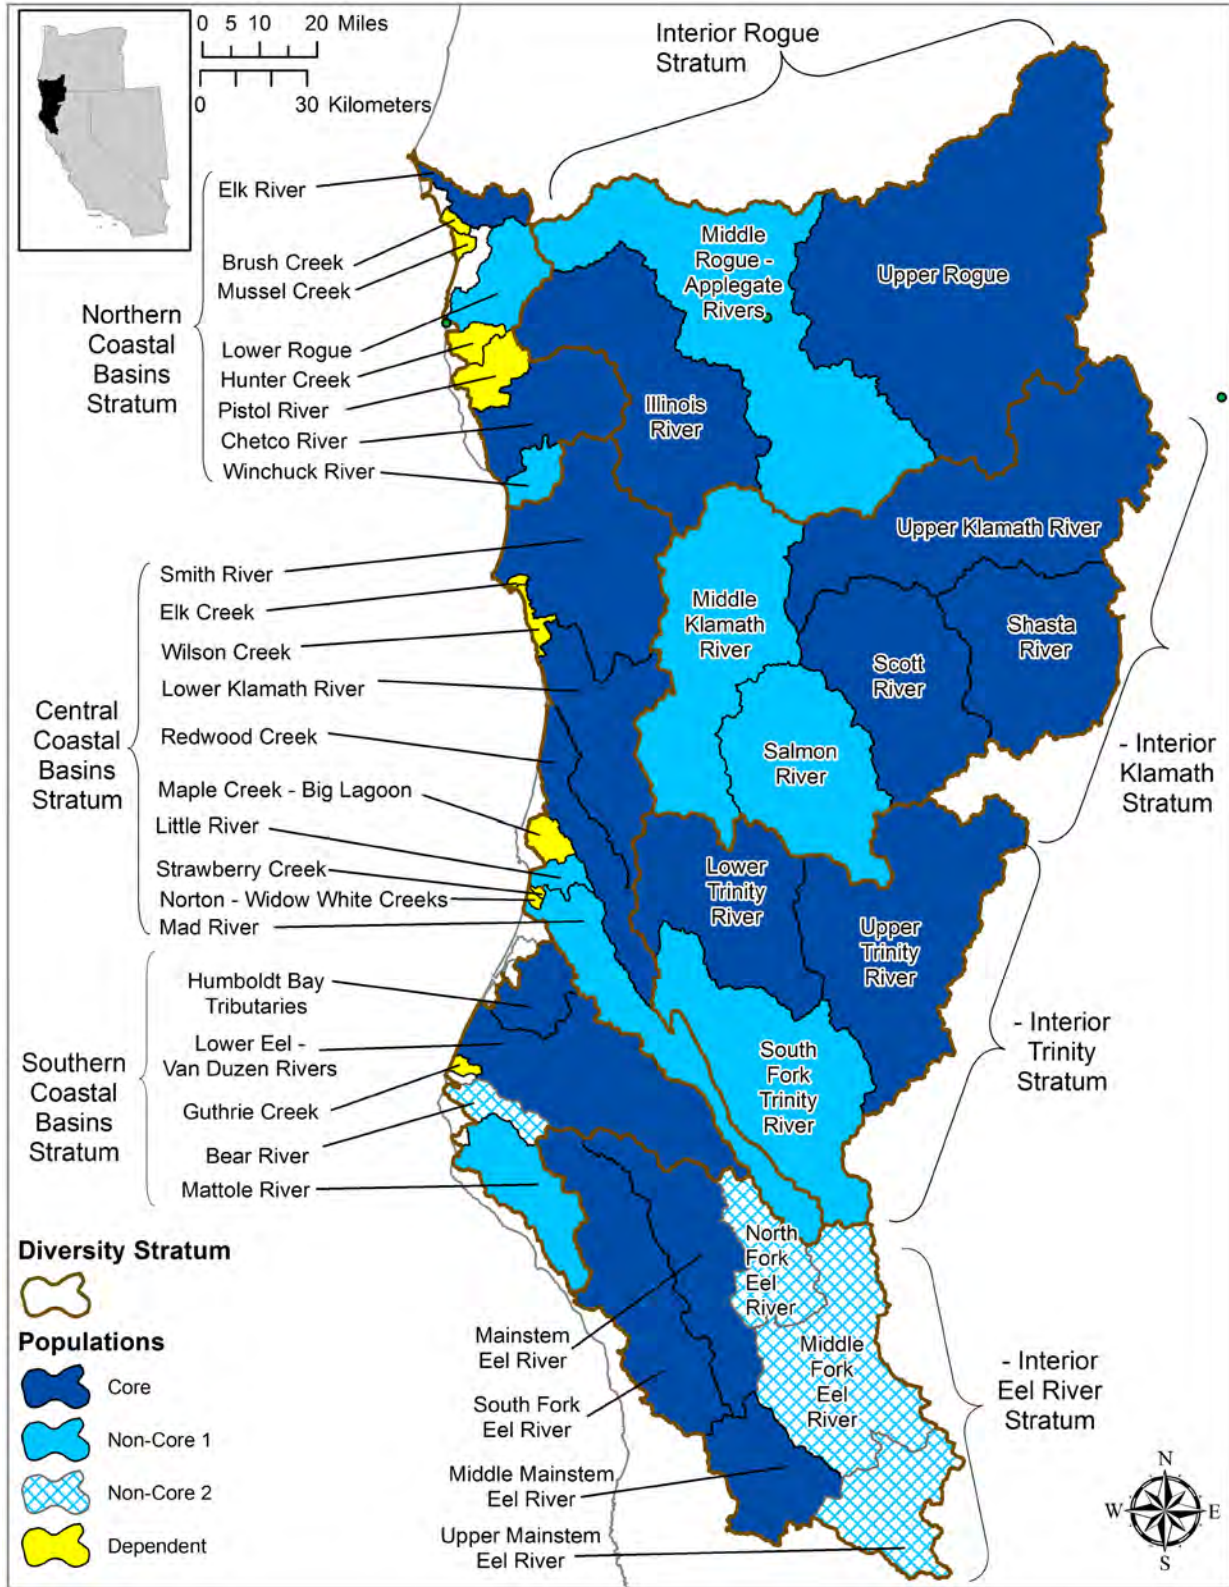 0 5 10 20 Miles
0 30 Kilometers
Interior Rogue
Stratum
Elk River
Brush Creek
Mussel Creek
Northern
Coastal
Basins
Stratum
Lower Rogue
Hunter Creek
Pistol River
Chetco River
Winchuck River
Middle
Rogue -
Applegate
Rivers
Upper Rogue
Illinois
River
Upper Klamath River
Smith River
Elk Creek
Wilson Creek
Lower Klamath River
Central
Coastal
Basins
Stratum
Redwood Creek
Maple Creek - Big Lagoon
Little River
Strawberry Creek
Norton - Widow White Creeks
Mad River
Middle
Klamath
River
Shasta
River
Scott
River
Salmon
River
- Interior
Klamath
Stratum
Lower
Trinity
River
Upper
Trinity
River
Humboldt Bay
Tributaries
Lower Eel -
Van Duzen Rivers
Southern
Coastal
Basins
Stratum
Guthrie Creek
Bear River
Mattole River
South
Fork
Trinity
River
- Interior
Trinity
Stratum
North
Fork
Eel
River
Middle
Fork
Eel
River
Mainstem
Eel River
South Fork
Eel River
Middle Mainstem
Eel River
Upper Mainstem
Eel River
- Interior
Eel River
Stratum
Diversity Stratum
Populations
Core
Non-Core 1
Non-Core 2
Dependent
N
W E
S